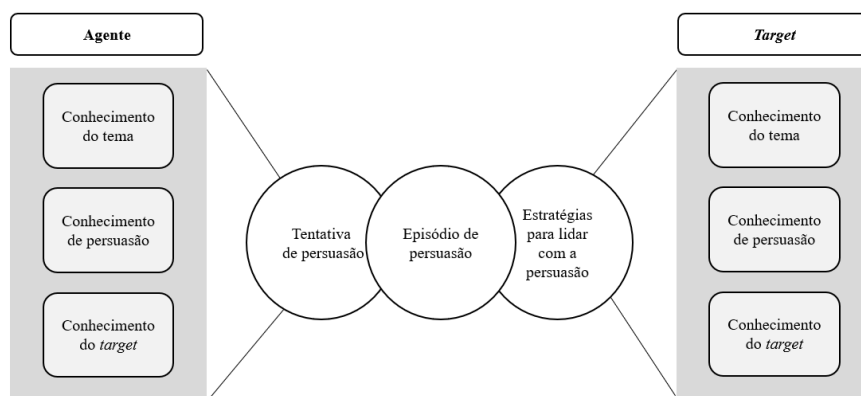 Agente
Conhecimento
do tema
Conhecimento
de persuasão
Conhecimento
do target
Tentativa
de persuasão
Episódio de
persuasão
Estratégias
para lidar
com a
persuasão
Target
Conhecimento
do tema
Conhecimento
de persuasão
Conhecimento
do target